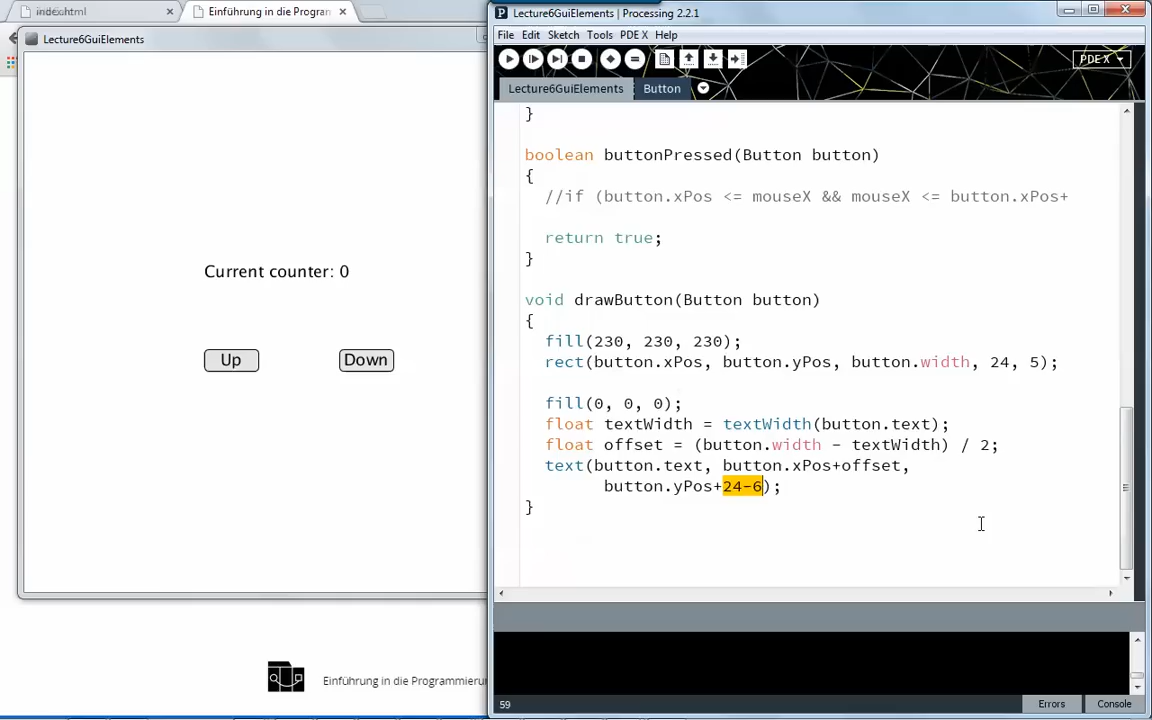 index.html
Einführung in die Program
Lecture6GuiElements
Current counter: 0
Up
Down
Einführung in die Programmierun
Lecture6GuiElements | Processing 2.2.1
File Edit Sketch Tools PDE X Help
PDE X
Lecture6GuiElements
Button
}
boolean buttonPressed(Button button)
{
//if (button.xPos <= mouseX && mouseX <= button.xPos+
return true;
}
void drawButton(Button button)
{
fill(230, 230, 230);
rect(button.xPos, button.yPos, button.width, 24, 5);
fill(0, 0, 0);
float textWidth = textWidth(button.text);
float offset = (button.width - textWidth) / 2;
text(button.text, button.xPos+offset,
button.yPos+24-6);
}
59
Errors
Console